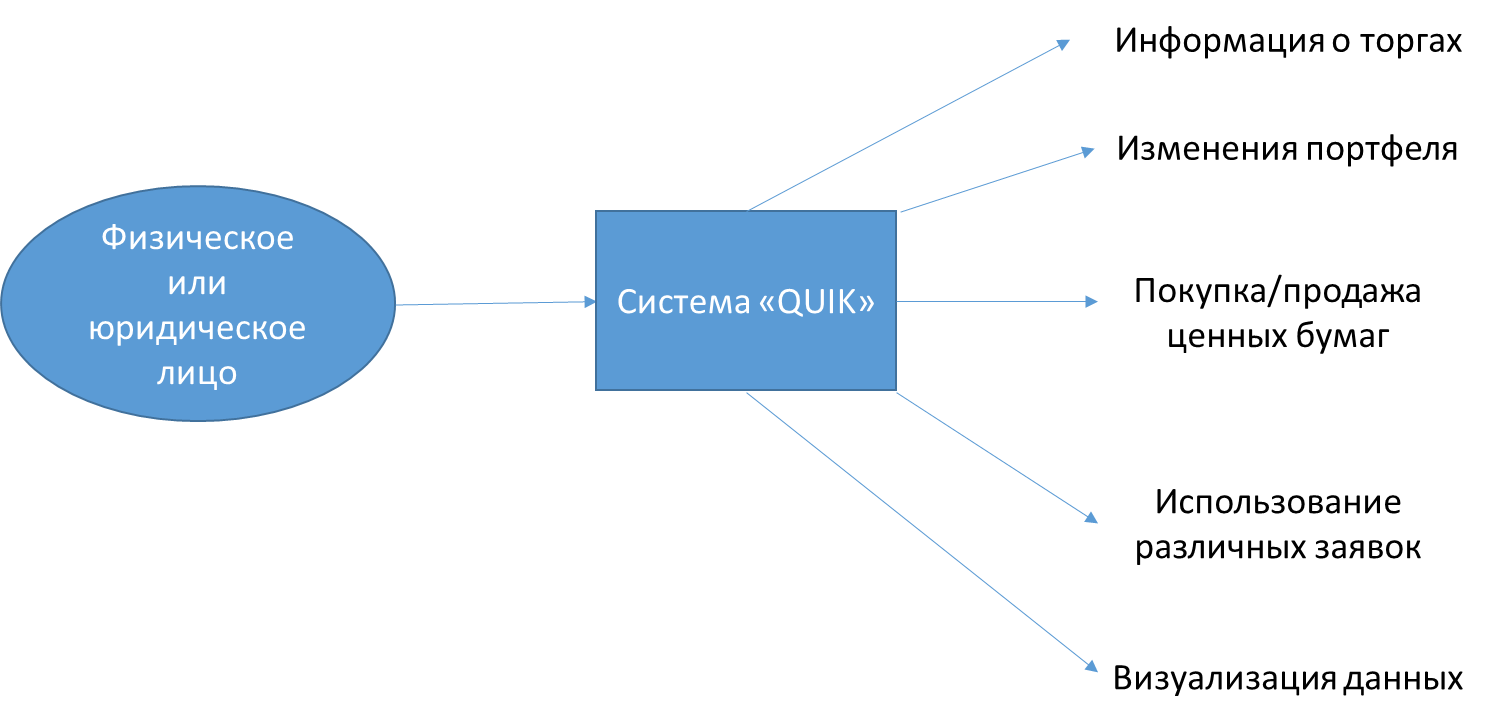 Физическое
или
юридическое
лицо
Система «QUIK»
Информация о торгах
Изменения портфеля
Покупка/продажа
ценных бумаг
Использование
различных заявок
Визуализация данных